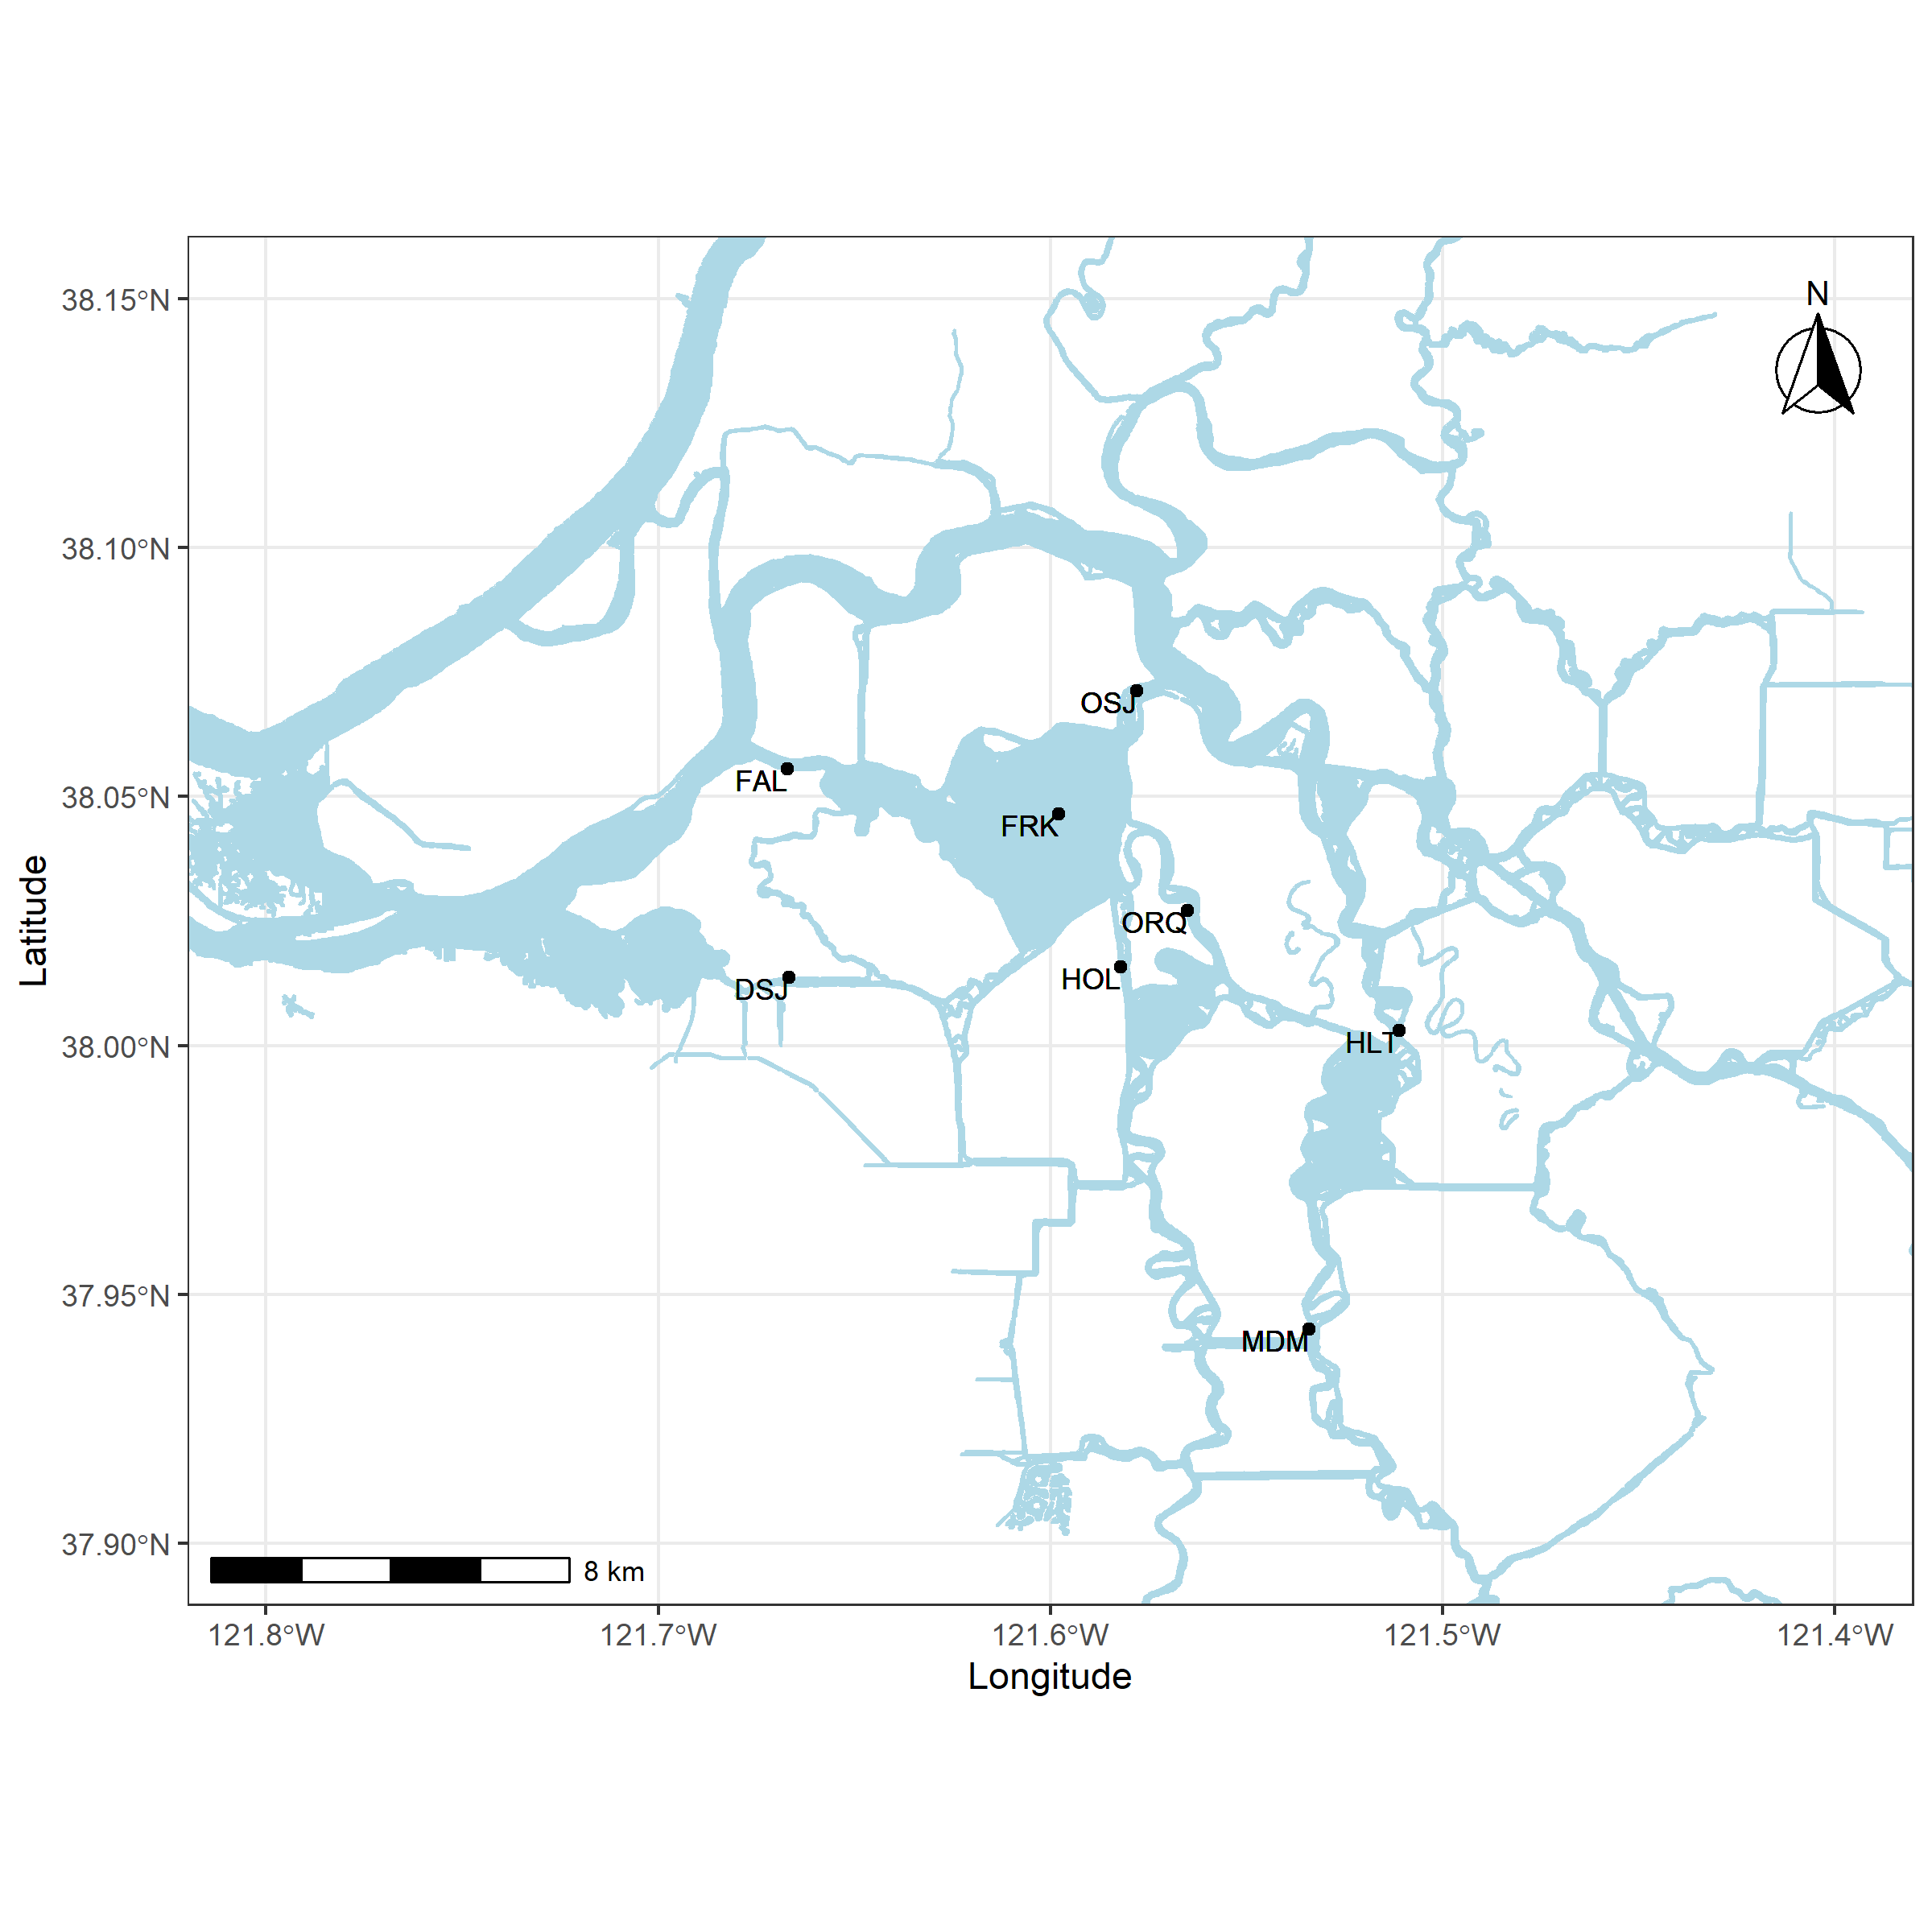 N
38.15°N
38.10°N
38.05°N
38.00°N
37.95°N
37.90°N
Latitude
OSJ
FAL
FRK
ORQ
HOL
DSJ
HLT
MDM
8 km
121.8°W
121.7°W
121.6°W
121.5°W
121.4°W
Longitude